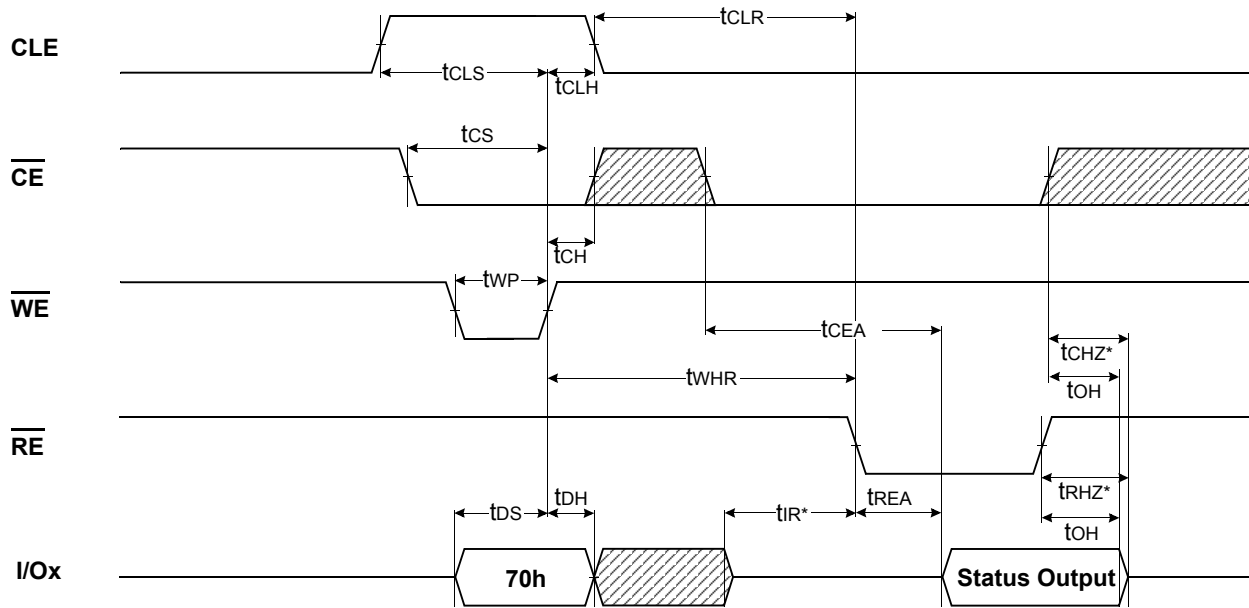 CLE
tCLR
tCLS
tCLH
tCS
CE
tCH
tWP
WE
tCEA
tCHZ*
tWHR
tOH
RE
tDH
tREA
tRHZ*
tDS
tIR*
tOH
I/Ox
70h
Status Output